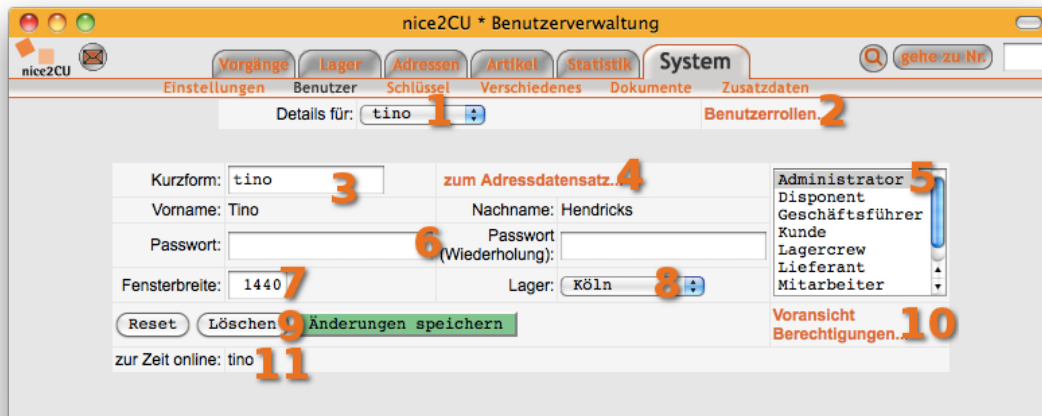 nice2CU * Benutzerverwaltung
nice2CU
Vorgänge Lager Adressen Artikel Statistik System gehe zu Nr.
Einstellungen Benutzer Schlüssel Verschiedenes Dokumente Zusatzdaten
Details für: tino 1 Benutzerrollen... 2
Kurzform: tino 3 zum Adressdatensatz... 4 Administrator 5
Disponent
Vorname: Tino Nachname: Hendricks Geschäftsführer
Kunde
Passwort: 6 Passwort (Wiederholung): Lagercrew
Lieferant
Fensterbreite: 1440 7 Lager: Köln 8 Mitarbeiter
Reset Löschen 9 Änderungen speichern Voransicht
Berechtigungen... 10
zur Zeit online: tino 11